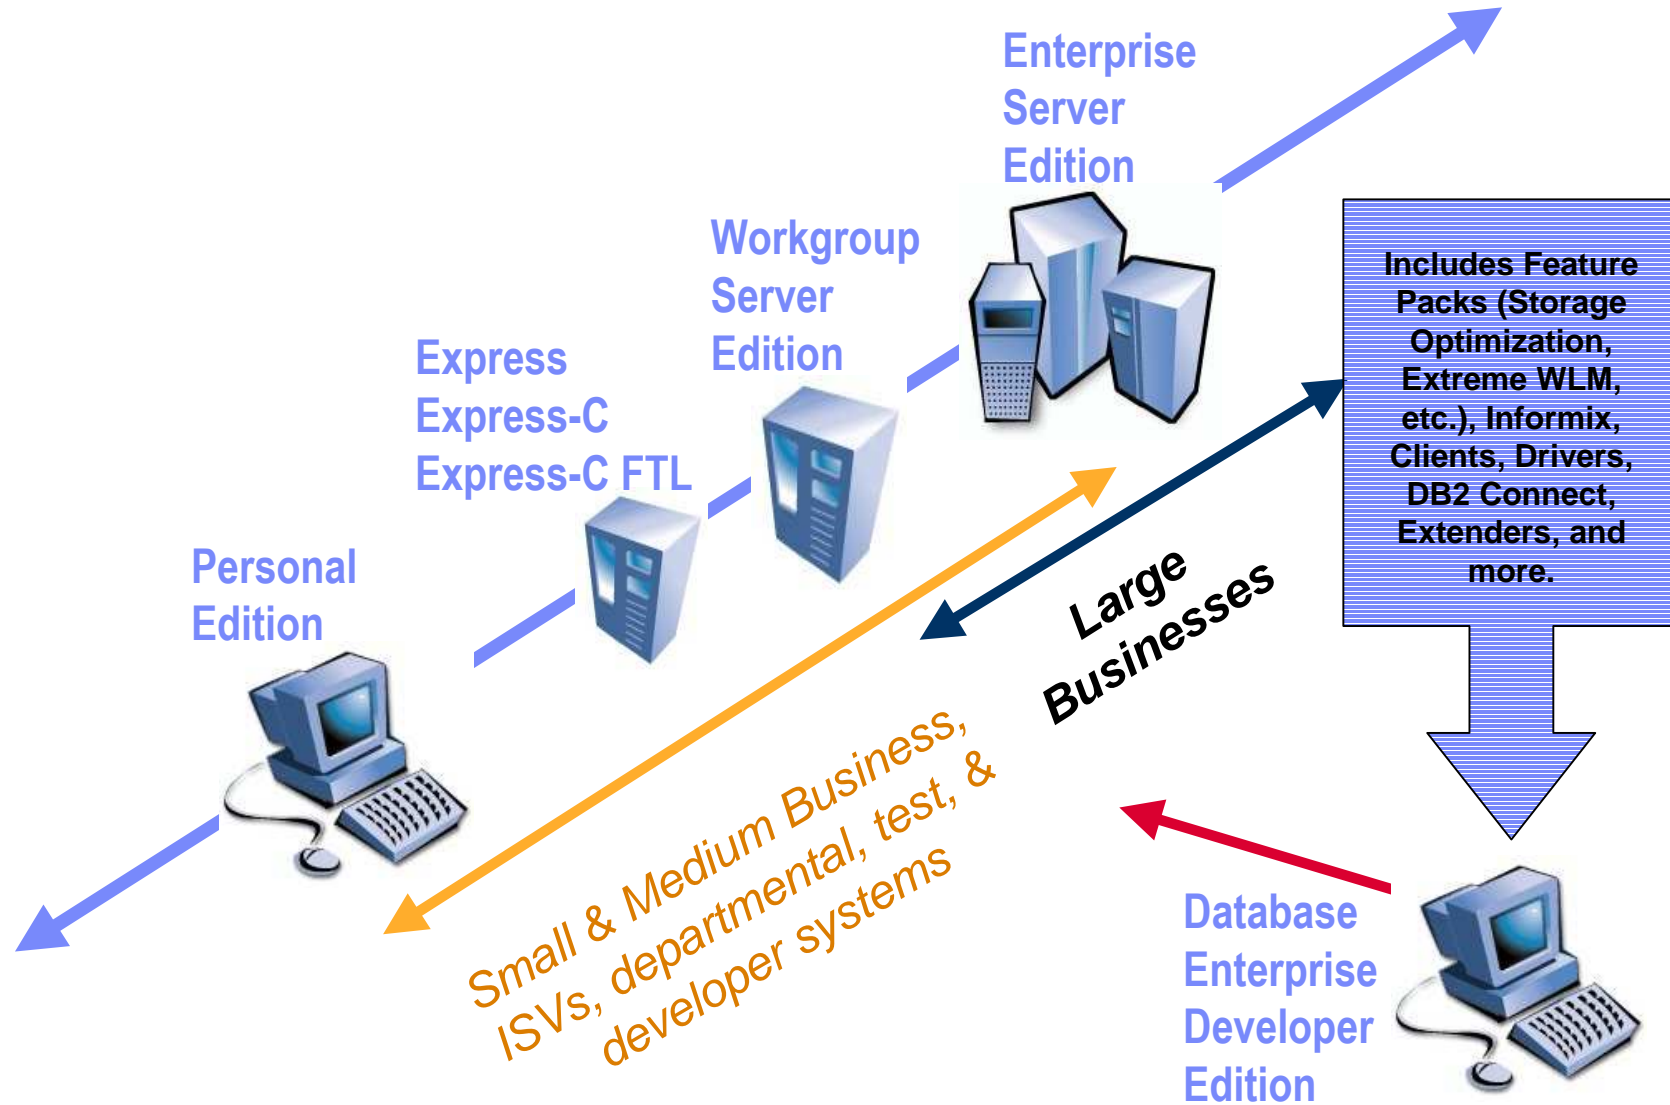 Enterprise
Server
Edition
Workgroup
Server
Edition
Express
Express-C
Express-C FTL
Personal
Edition
Includes Feature
Packs (Storage
Optimization,
Extreme WLM,
etc.), Informix,
Clients, Drivers,
DB2 Connect,
Extenders, and
more.
Large
Businesses
Small & Medium Business,
ISVs, departmental, test, &
developer systems
Database
Enterprise
Developer
Edition